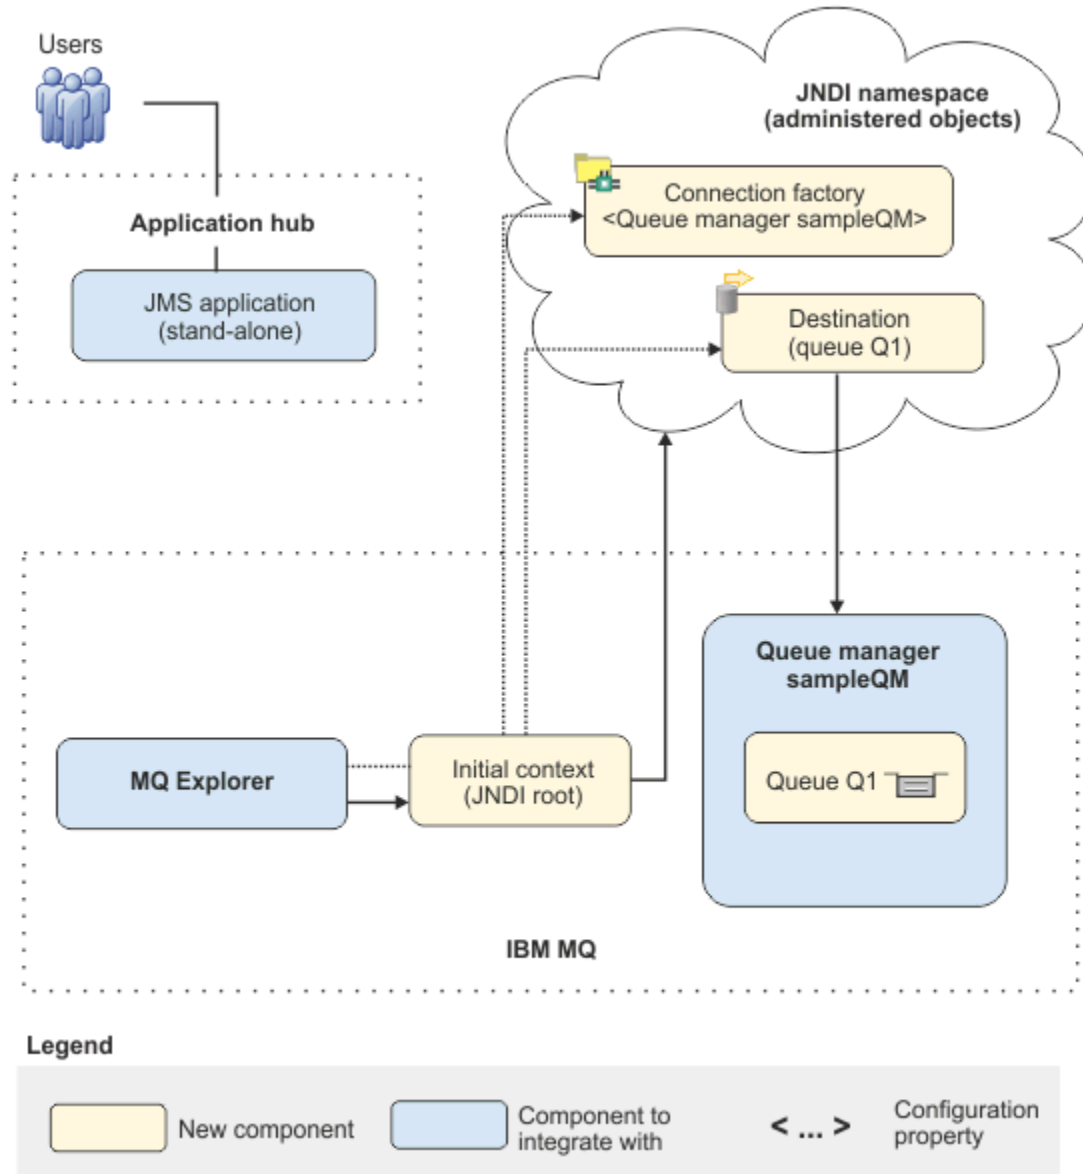 Users
JNDI namespace
(administered objects)
Connection factory
<Queue manager sampleQM>
Application hub
JMS application
(stand-alone)
Destination
(queue Q1)
Queue manager
sampleQM
MQ Explorer
Initial context
(JNDI root)
Queue Q1
IBM MQ
Legend
New component
Component to
integrate with
< ... >
Configuration
property